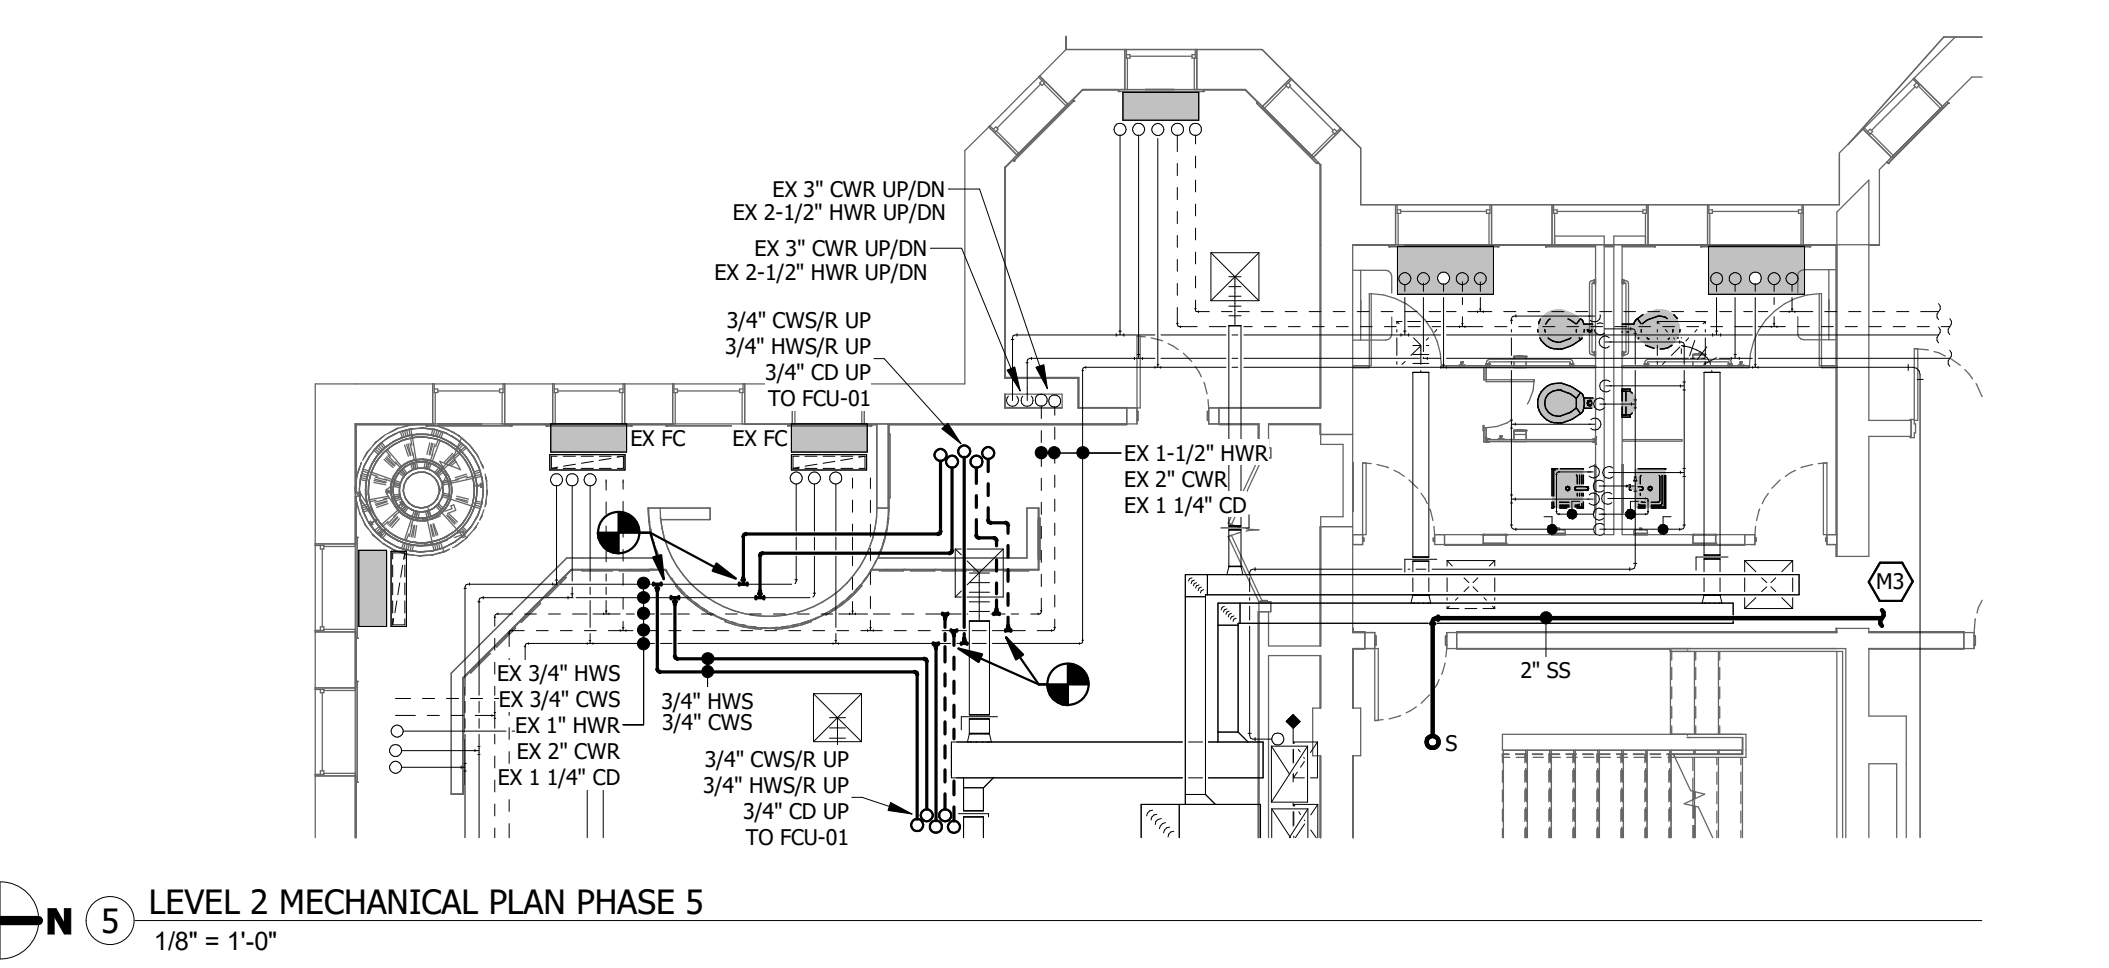 EX 3" CWR UP/DN
EX 2-1/2" HWR UP/DN
EX 3" CWR UP/DN
EX 2-1/2" HWR UP/DN
3/4" CWS/R UP
3/4" HWS/R UP
3/4" CD UP
TO FCU-01
EX FC
EX FC
EX 1-1/2" HWR
EX 2" CWR
EX 1 1/4" CD
M3
EX 3/4" HWS
EX 3/4" CWS
EX 1" HWR
EX 2" CWR
EX 1 1/4" CD
3/4" HWS
3/4" CWS
2" SS
S
3/4" CWS/R UP
3/4" HWS/R UP
3/4" CD UP
TO FCU-01
N
5
LEVEL 2 MECHANICAL PLAN PHASE 5
1/8" = 1'-0"